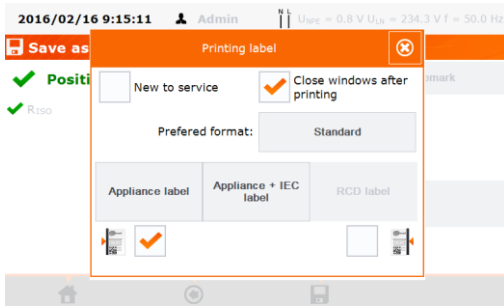 2016/02/16 9:15:11 Admin N L U_NPE = 0.8 V U_LN = 234.3 V f = 50.0 Hz
Save as
Printing label
Positi
New to service
Close windows after
printing
omark
R_ISO
Prefered format:
Standard
Appliance label
Appliance + IEC
label
RCD label